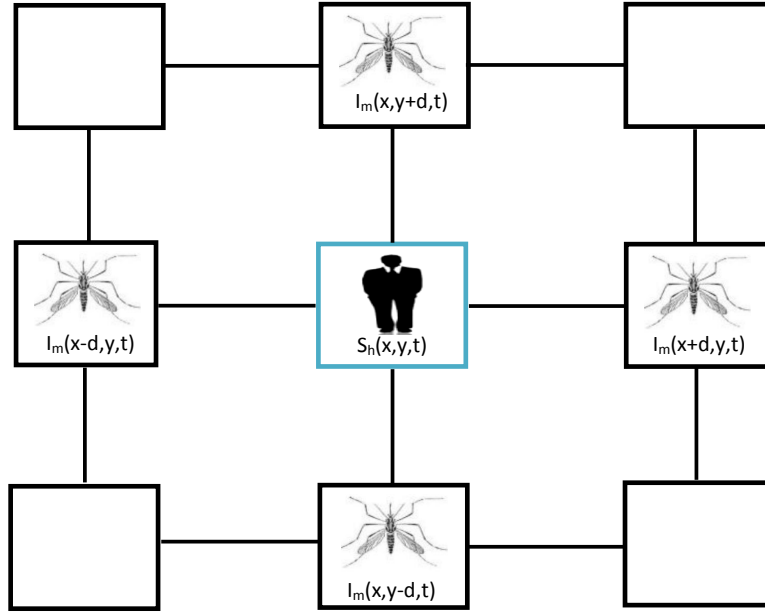 Iₘ(x,y+d,t)
Iₘ(x-d,y,t)
Sₕ(x,y,t)
Iₘ(x+d,y,t)
Iₘ(x,y-d,t)